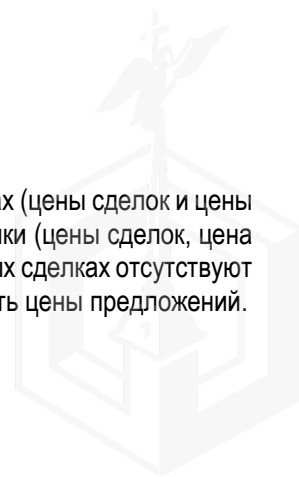 ах (цены сделок и цены
ки (цены сделок, цена
их сделках отсутствуют
ть цены предложений.